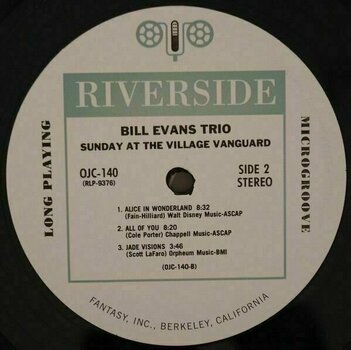 RIVERSIDE
BILL EVANS TRIO
SUNDAY AT THE VILLAGE VANGUARD
OJC-140
(RLP-9376)
SIDE 2
STEREO
LONG PLAYING
MICROGROOVE
1. ALICE IN WONDERLAND 8:32
(Fain-Hilliard) Walt Disney Music-ASCAP
2. ALL OF YOU 8:20
(Cole Porter) Chappell Music-ASCAP
3. JADE VISIONS 3:46
(Scott LaFaro) Orpheum Music-BMI
(OJC-140-B)
FANTASY, INC., BERKELEY, CALIFORNIA